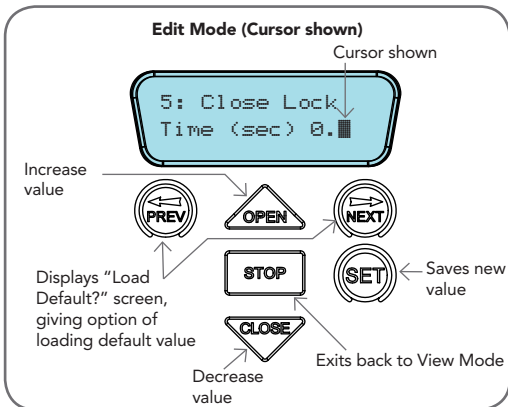 Edit Mode (Cursor shown)
Cursor shown
5: Close Lock
Time (sec) 0.
Increase
value
PREV
OPEN
NEXT
STOP
SET
CLOSE
Displays “Load
Default?” screen,
giving option of
loading default value
Saves new
value
Exits back to View Mode
Decrease
value